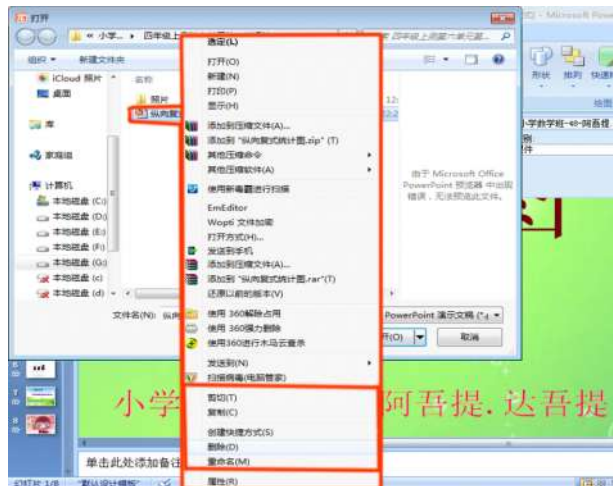 打开
« 小学... ▸ 四年级上
组织 ▾ 新建文件夹
iCloud 照片
桌面
库
家庭组
计算机
本地磁盘 (C:)
本地磁盘 (D:)
本地磁盘 (E:)
本地磁盘 (F:)
本地磁盘 (G:)
本地磁盘 (c)
本地磁盘 (d)
名称
照片
纵向复式
12:
选定(L)
打开(O)
新建(N)
打印(P)
显示(H)
添加到压缩文件(A)...
添加到 "纵向复式统计图.zip" (T)
其他压缩命令
其他压缩软件(A)
使用新毒霸进行扫描
EmEditor
Wopti 文件加密
打开方式(H)...
发送到手机
添加到压缩文件(A)...
添加到 "纵向复式统计图.rar"(T)
还原以前的版本(V)
使用 360解除占用
使用 360强力删除
使用360进行木马云查杀
发送到(N)
扫描病毒(电脑管家)
剪切(T)
复制(C)
创建快捷方式(S)
删除(D)
重命名(M)
属性(R)
由于 Microsoft Office
PowerPoint 预览器 中出现
错误，无法预览此文件。
文件名(N): 纵向
PowerPoint 演示文稿 (*.
开(O)
取消
- Microsoft Power
形状 排列 快速
绘图
小学数学班-48-阿吾提
别:
件
小学
阿吾提.达吾提
单击此处添加备注
幻灯片 1/8 "默认设计模板"